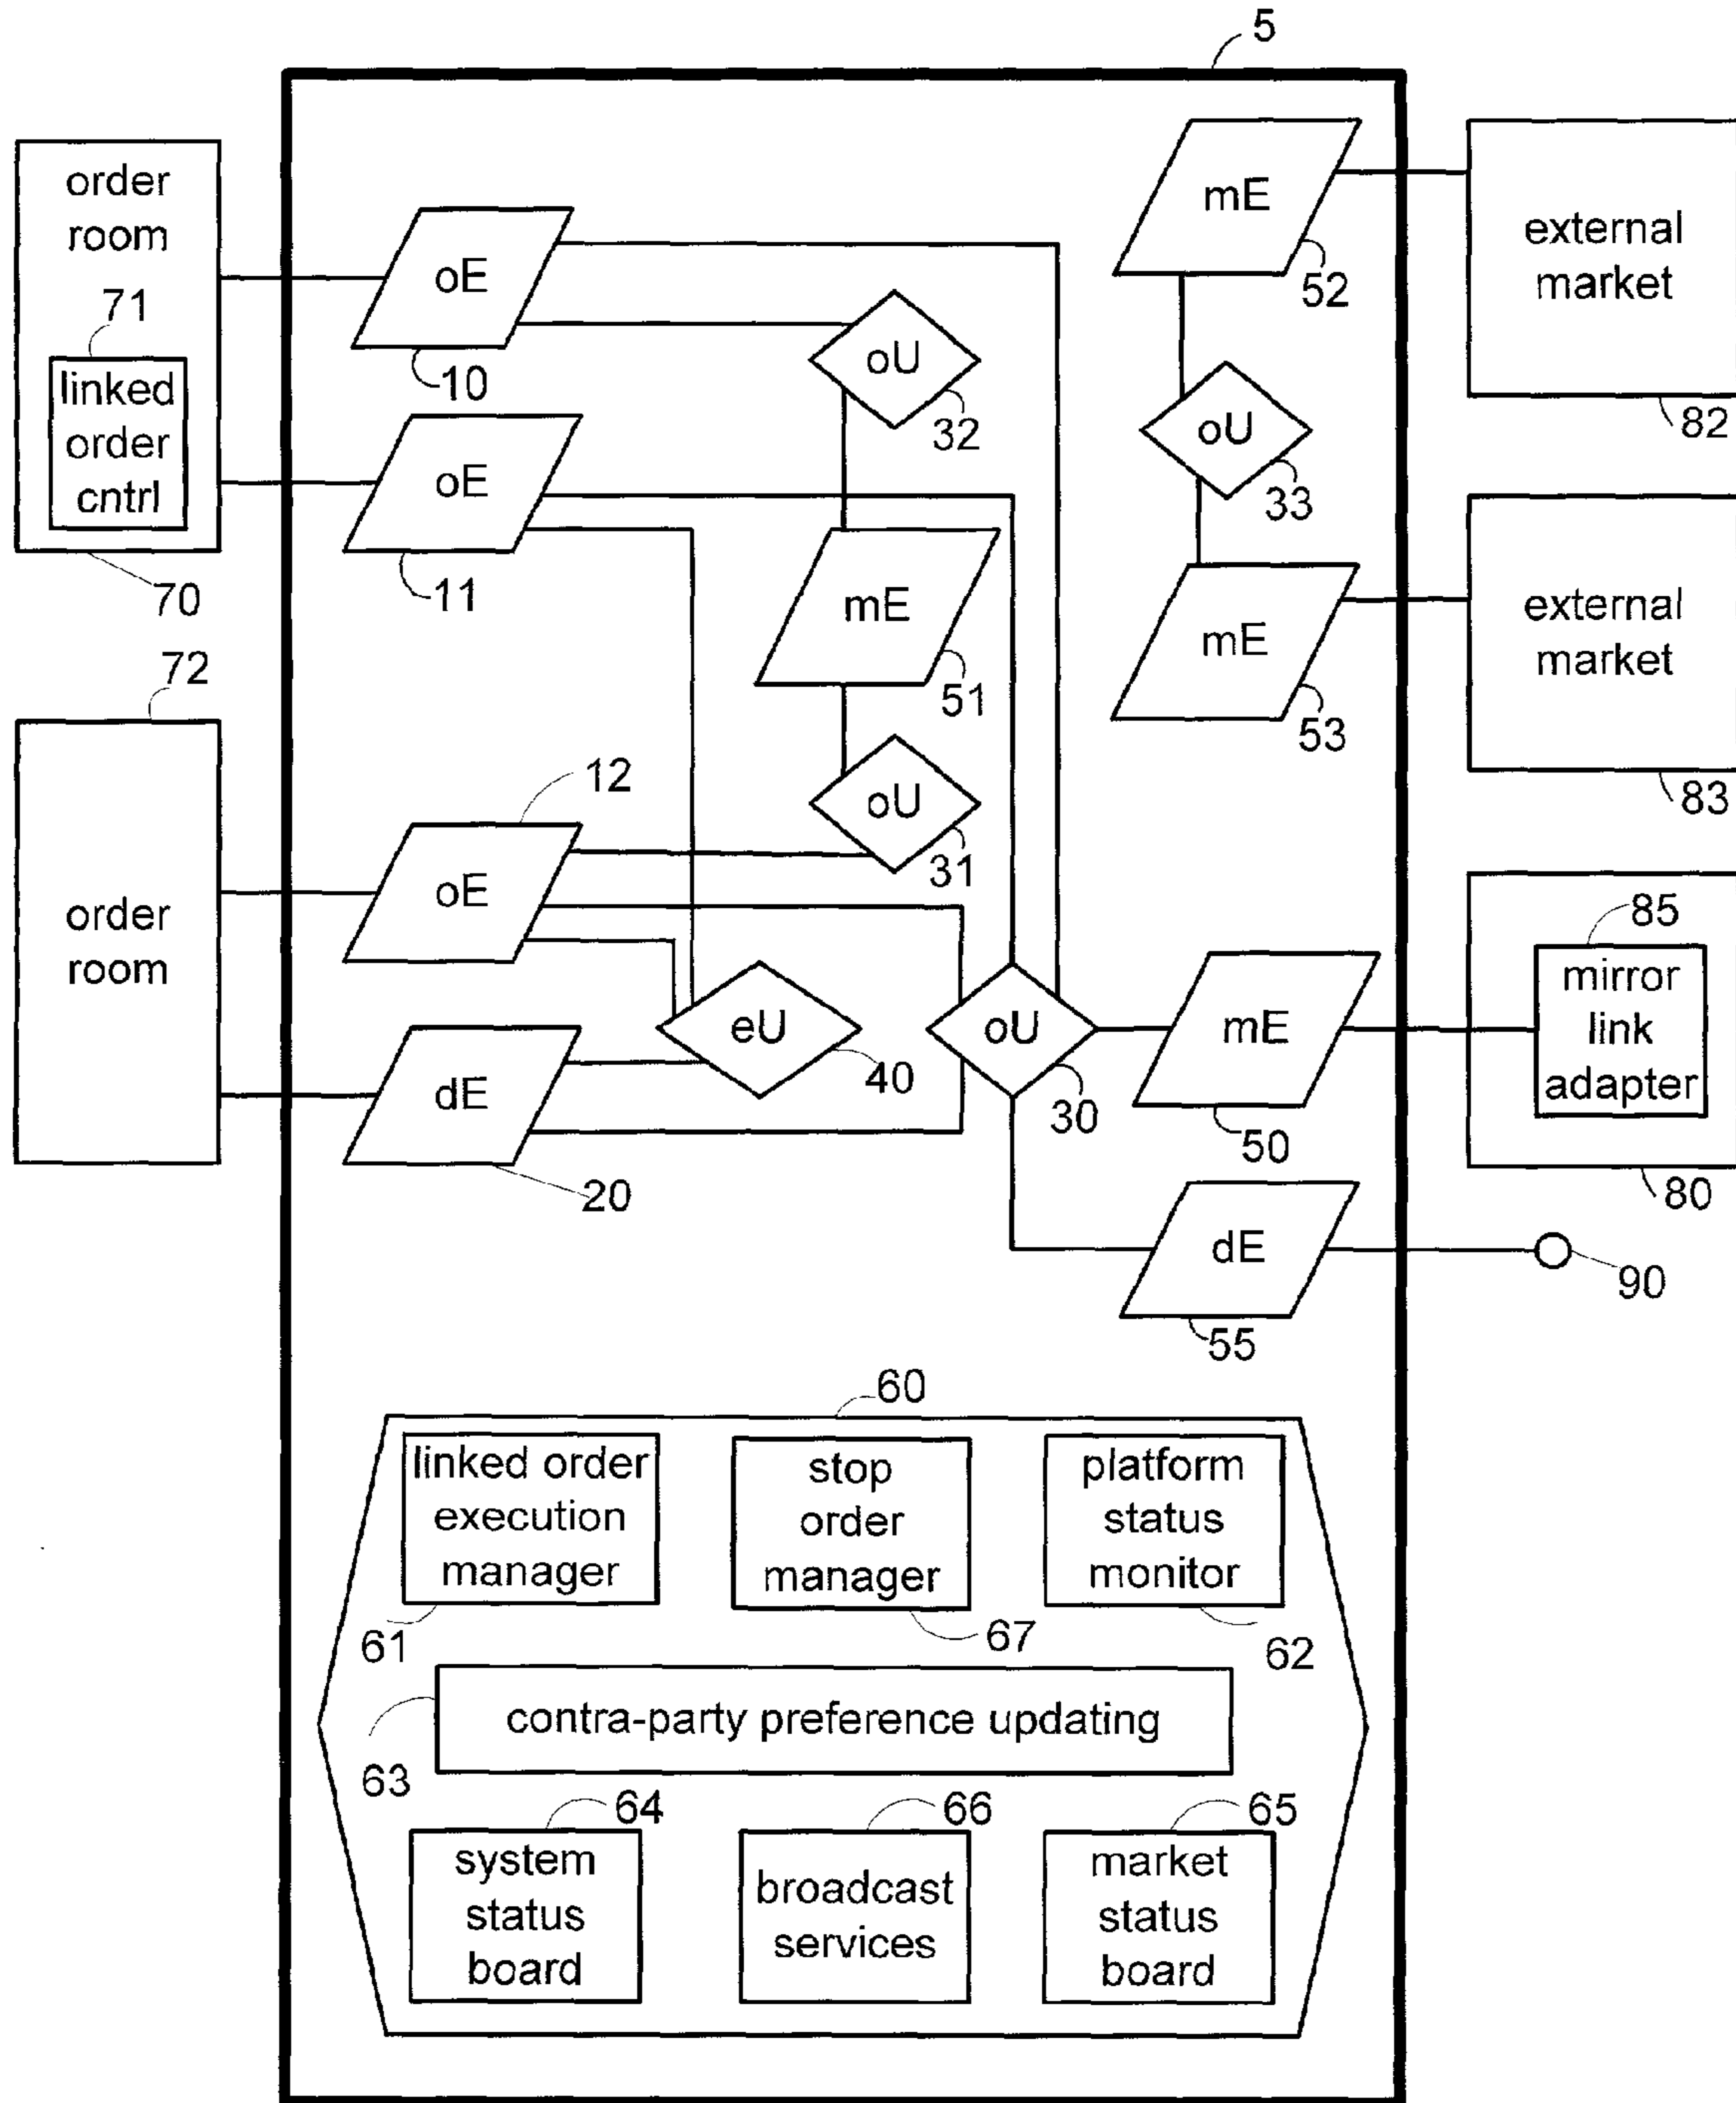 5
order
room
71
linked
order
cntrl
70
72
order
room
oE
10
oE
11
oU
32
mE
51
oU
31
12
oE
dE
20
eU
40
oU
30
mE
52
oU
33
mE
53
mE
50
dE
55
external
market
82
external
market
83
85
mirror
link
adapter
80
90
60
linked order
execution
manager
61
stop
order
manager
67
platform
status
monitor
62
contra-party preference updating
63
64
system
status
board
66
broadcast
services
65
market
status
board